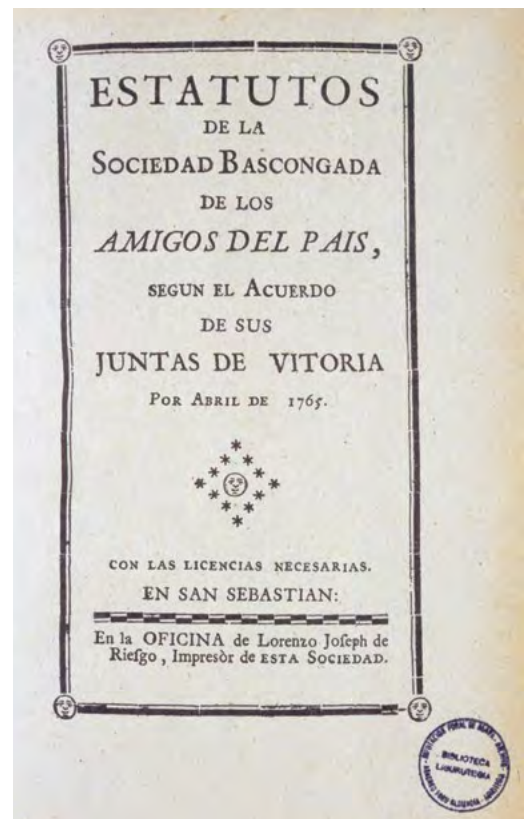 ESTATUTOS
DE LA
SOCIEDAD BASCONGADA
DE LOS
AMIGOS DEL PAIS,
SEGUN EL ACUERDO
DE SUS
JUNTAS DE VITORIA
POR ABRIL DE 1765.
CON LAS LICENCIAS NECESARIAS.
EN SAN SEBASTIAN:
En la OFICINA de Lorenzo Joſeph de
Rieſgo, Impresòr de ESTA SOCIEDAD.
BIBLIOTECA